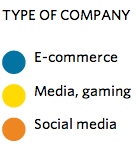 TYPE OF COMPANY
E-commerce
Media, gaming
Social media